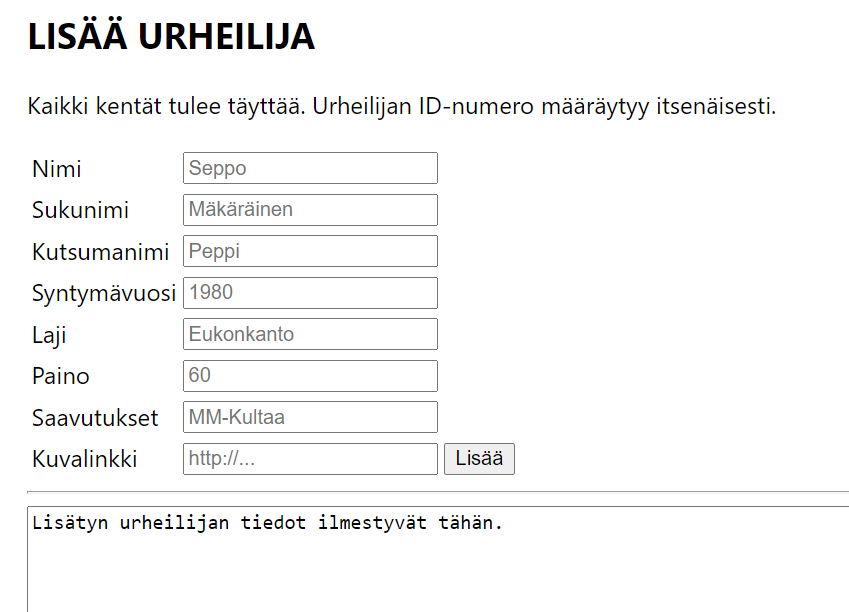 LISÄÄ URHEILIJA
Kaikki kentät tulee täyttää. Urheilijan ID-numero määräytyy itsenäisesti.
Nimi Seppo
Sukunimi Mäkäräinen
Kutsumanimi Peppi
Syntymävuosi 1980
Laji Eukonkanto
Paino 60
Saavutukset MM-Kultaa
Kuvalinkki http://... Lisää
Lisätyn urheilijan tiedot ilmestyvät tähän.